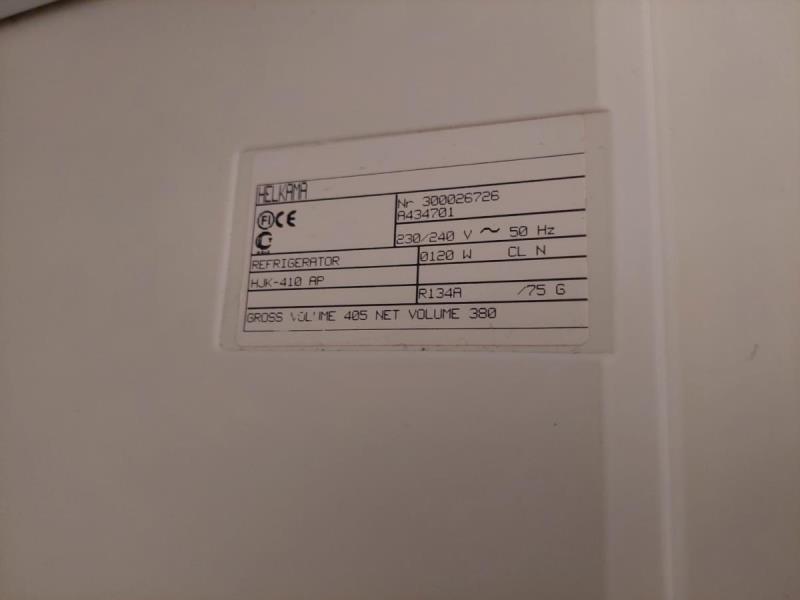 HELKAMA
Nr 300026726
A434701
FI CE
230/240 V ~ 50 Hz
REFRIGERATOR
0120 W CL N
HJK-410 AP
R134A /75 G
GROSS VOLUME 405 NET VOLUME 380